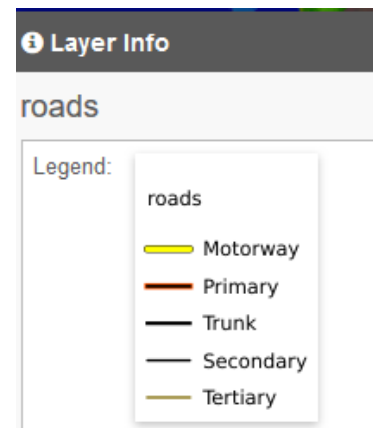 Layer Info
roads
Legend:
roads
Motorway
Primary
Trunk
Secondary
Tertiary